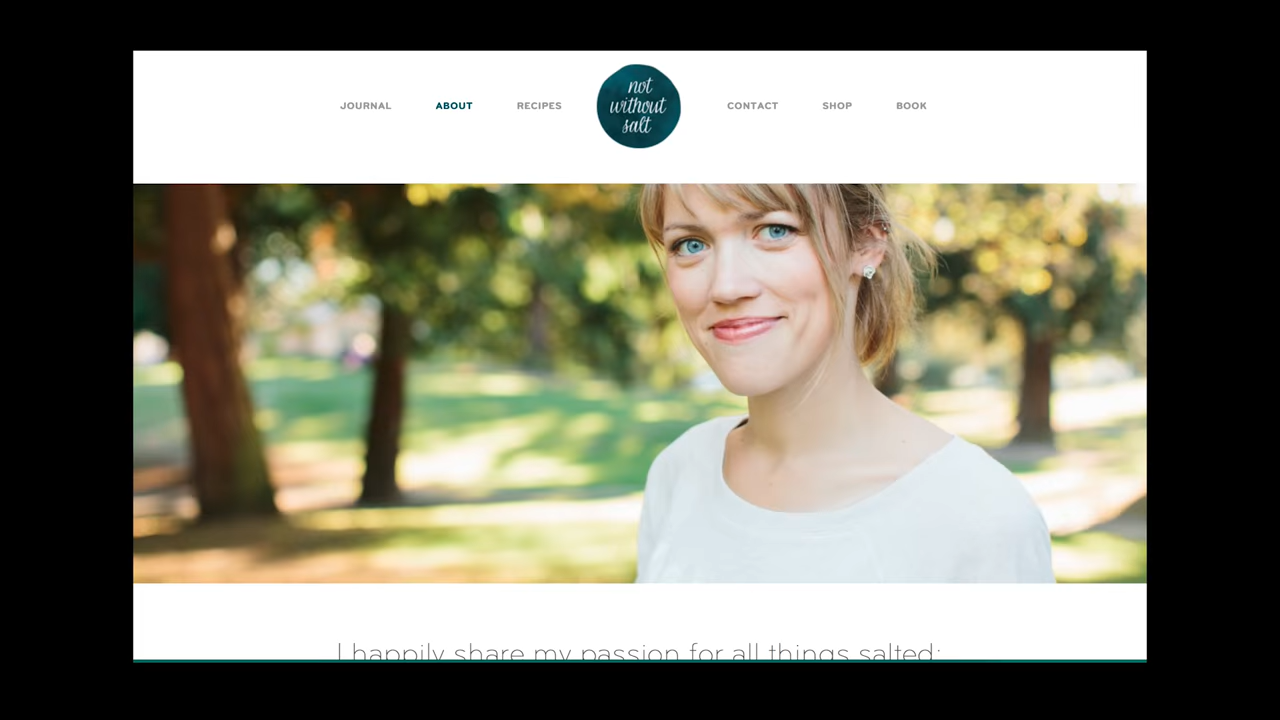 JOURNAL ABOUT RECIPES
not
without
salt
CONTACT SHOP BOOK
I happily share my passion for all things salted: